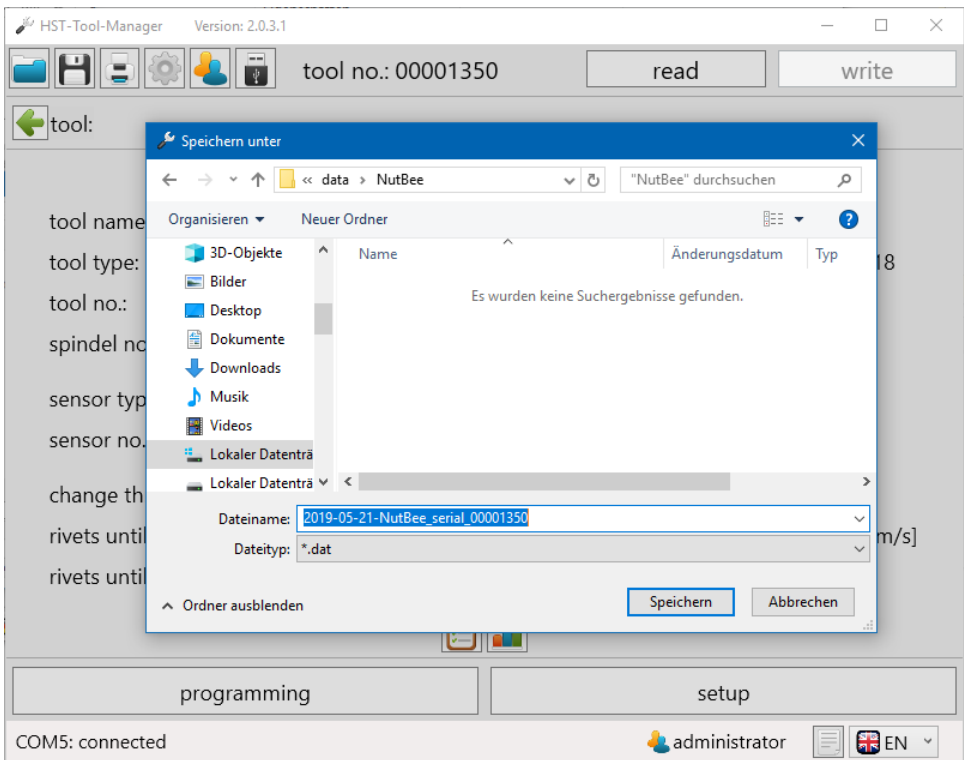 HST-Tool-Manager Version: 2.0.3.1
tool no.: 00001350 read write
tool:
Speichern unter
« data > NutBee "NutBee" durchsuchen
Organisieren Neuer Ordner
Name Änderungsdatum Typ
3D-Objekte
Es wurden keine Suchergebnisse gefunden.
Bilder
Desktop
Dokumente
Downloads
Musik
Videos
Lokaler Datenträ
Lokaler Datenträ
Dateiname: 2019-05-21-NutBee_serial_00001350
Dateityp: *.dat
Ordner ausblenden Speichern Abbrechen
tool name
tool type: 18
tool no.:
spindel no
sensor typ
sensor no.
change th
rivets until m/s]
rivets until
programming setup
COM5: connected administrator EN